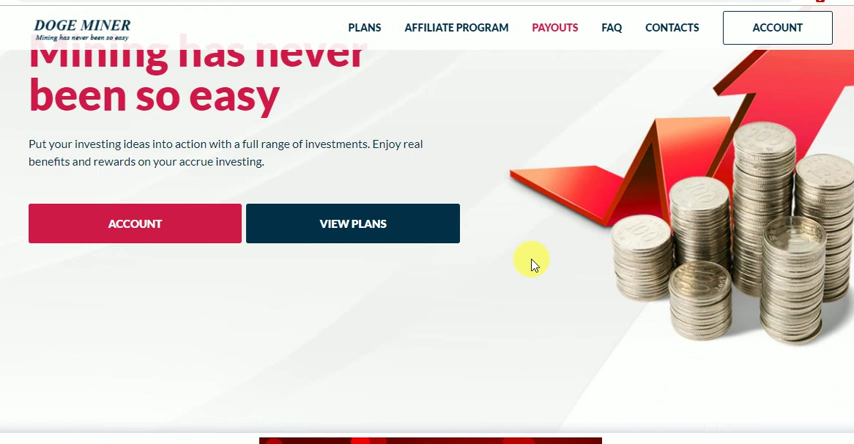 DOGE MINER
Mining has never been so easy
PLANS
AFFILIATE PROGRAM
PAYOUTS
FAQ
CONTACTS
ACCOUNT
Mining has never
been so easy
Put your investing ideas into action with a full range of investments. Enjoy real
benefits and rewards on your accrue investing.
ACCOUNT
VIEW PLANS